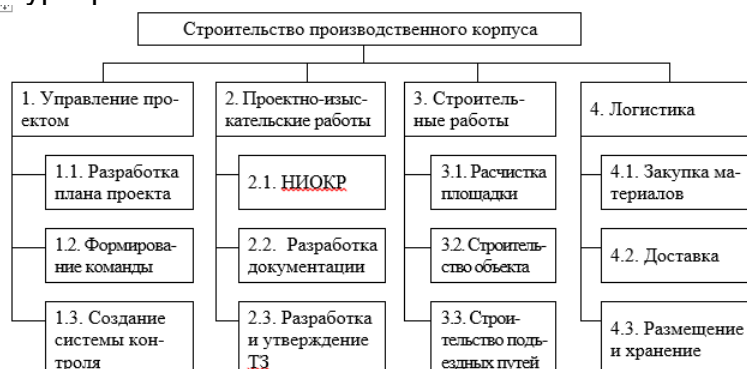 Строительство производственного корпуса
1. Управление про-
ектом
2. Проектно-изыс-
кательские работы
3. Строитель-
ные работы
4. Логистика
1.1. Разработка
плана проекта
2.1. НИОКР
3.1. Расчистка
площадки
4.1. Закупка ма-
териалов
1.2. Формирова-
ние команды
2.2. Разработка
документации
3.2. Строитель-
ство объекта
4.2. Доставка
1.3. Создание
системы кон-
троля
2.3. Разработка
и утверждение
ТЗ
3.3. Строи-
тельство подъ-
ездных путей
4.3. Размещение
и хранение